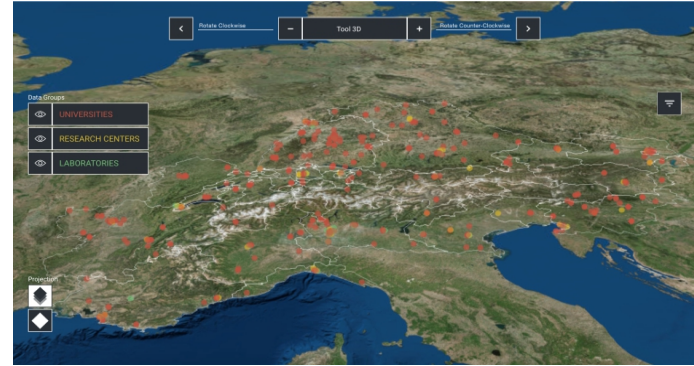 Rotate Clockwise
Tool 3D
Rotate Counter-Clockwise
Data Groups
UNIVERSITIES
RESEARCH CENTERS
LABORATORIES
Projection